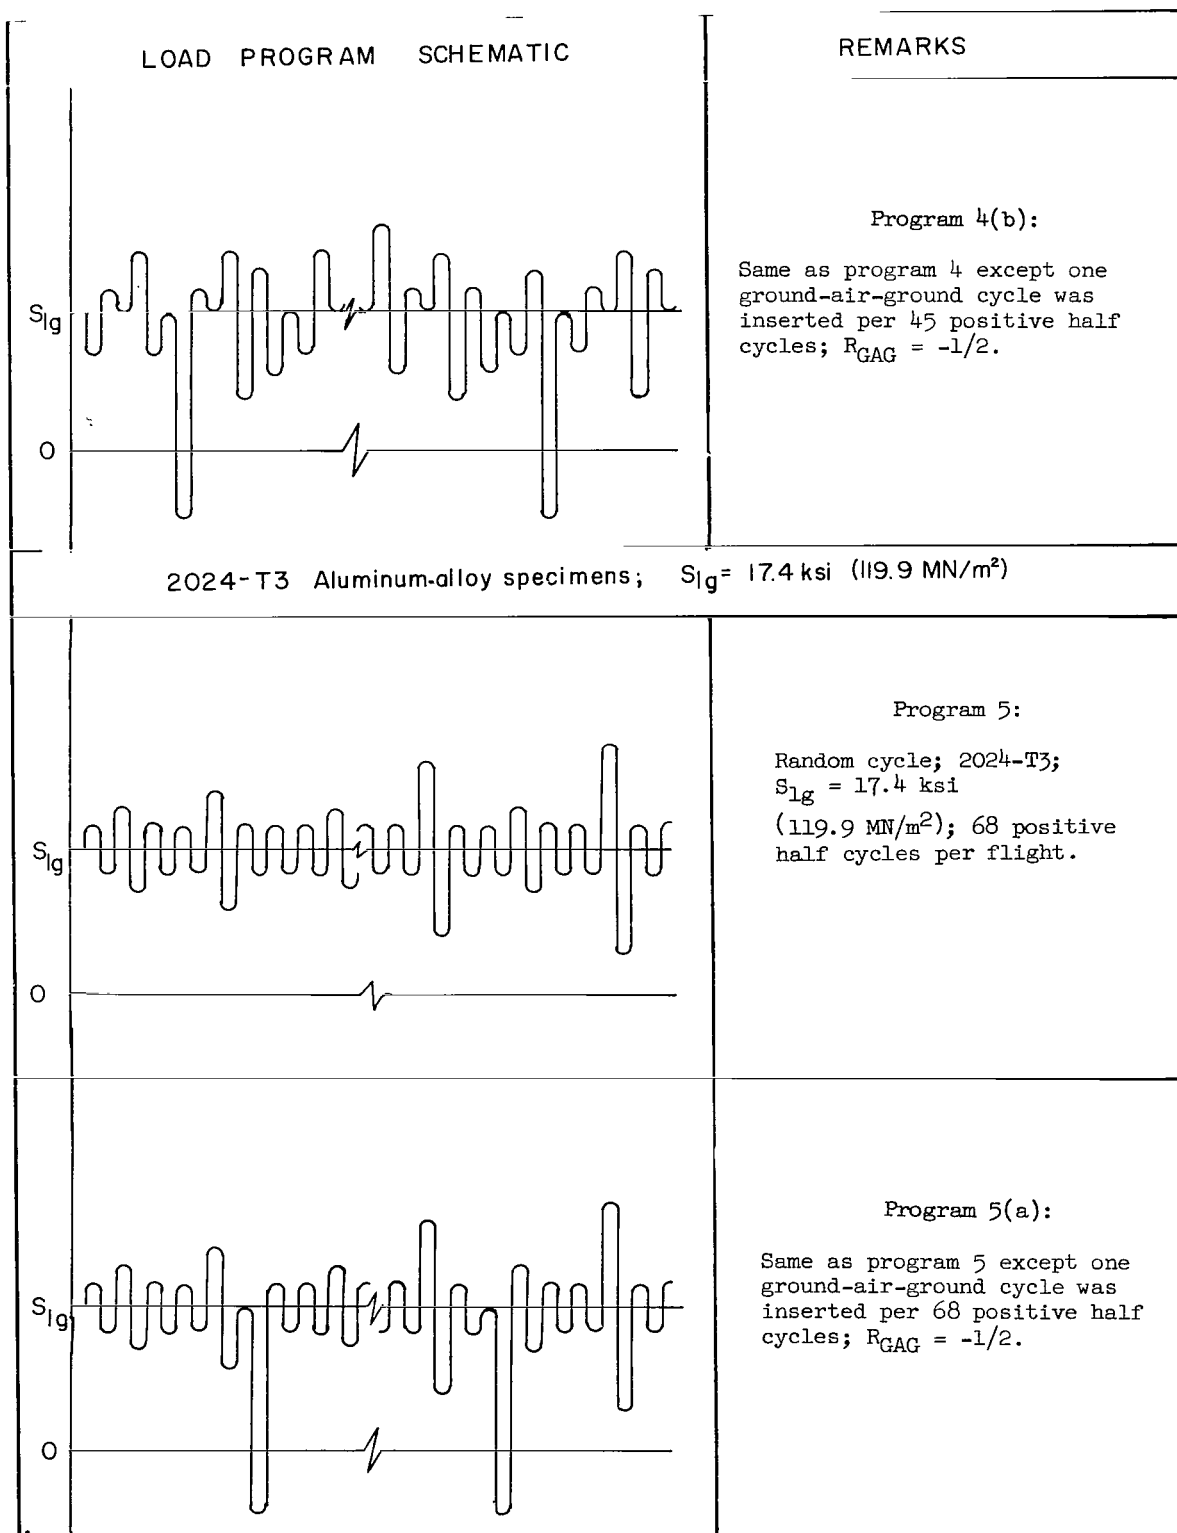 LOAD PROGRAM SCHEMATIC
REMARKS
S1g
0
Program 4(b):
Same as program 4 except one
ground-air-ground cycle was
inserted per 45 positive half
cycles; RGAG = -1/2.
2024-T3 Aluminum-alloy specimens; S1g = 17.4 ksi (119.9 MN/m²)
S1g
0
Program 5:
Random cycle; 2024-T3;
S1g = 17.4 ksi
(119.9 MN/m²); 68 positive
half cycles per flight.
S1g
0
Program 5(a):
Same as program 5 except one
ground-air-ground cycle was
inserted per 68 positive half
cycles; RGAG = -1/2.